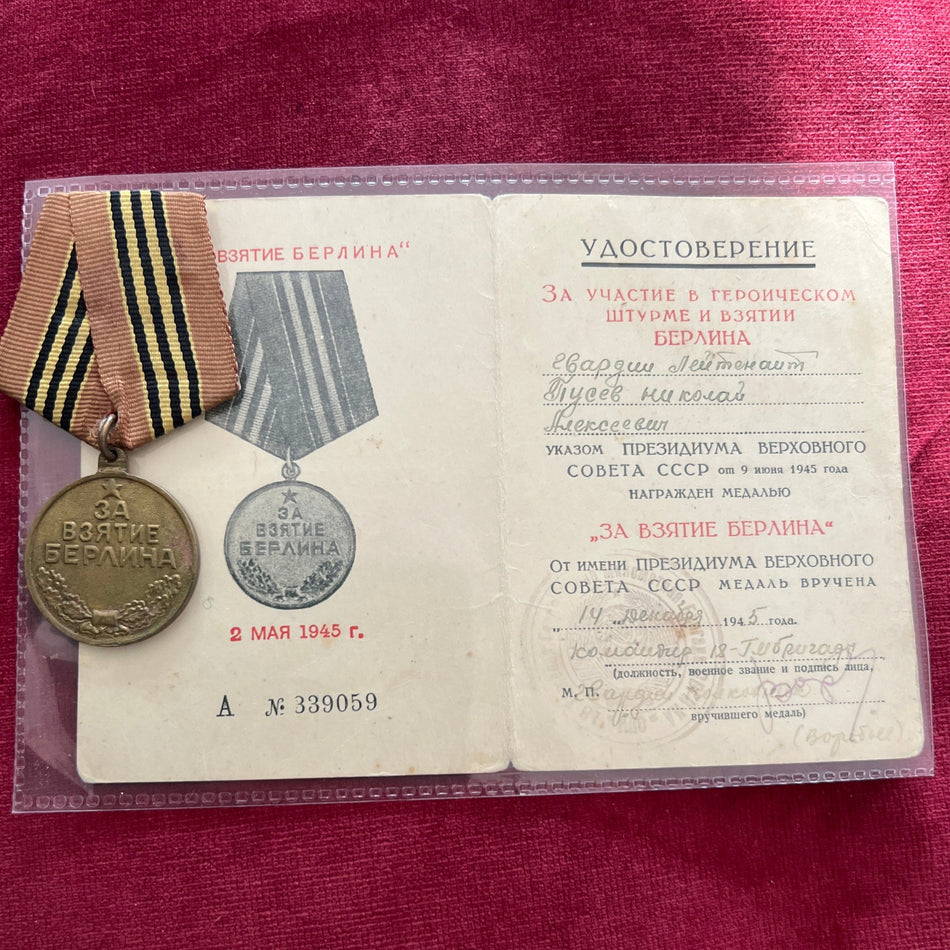 ЗА
ВЗЯТИЕ
БЕРЛИНА
ВЗЯТИЕ БЕРЛИНА“
ЗА
ВЗЯТИЕ
БЕРЛИНА
2 МАЯ 1945 г.
А № 339059
УДОСТОВЕРЕНИЕ
ЗА УЧАСТИЕ В ГЕРОИЧЕСКОМ
ШТУРМЕ И ВЗЯТИИ
БЕРЛИНА
Гвардии Лейтенант
Гусев Николай
Алексеевич
УКАЗОМ ПРЕЗИДИУМА ВЕРХОВНОГО
СОВЕТА СССР от 9 июня 1945 года
НАГРАЖДЕН МЕДАЛЬЮ
„ЗА ВЗЯТИЕ БЕРЛИНА“
ОТ ИМЕНИ ПРЕЗИДИУМА ВЕРХОВНОГО
СОВЕТА СССР МЕДАЛЬ ВРУЧЕНА
„14„ Декабря 1945 года.
Командир 18-
(должность, военное звание и подпись лица,
М. П. Гвардии
вручившего медаль)